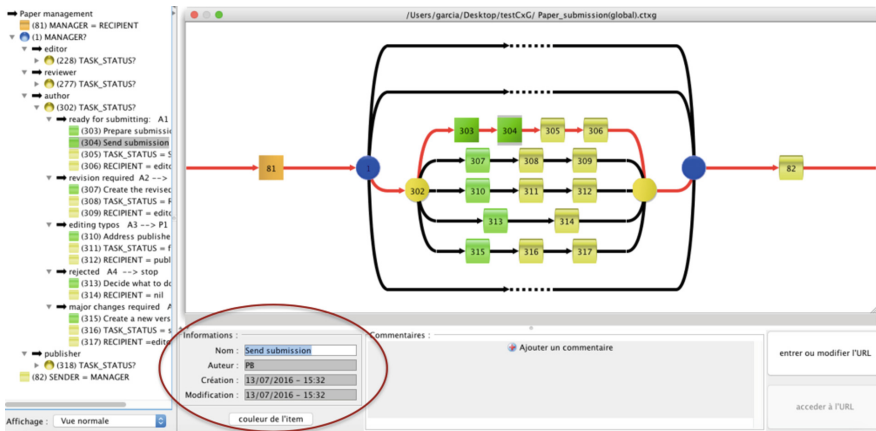 /Users/garcia/Desktop/testCxG/ Paper_submission(global).ctxg
Paper management
(81) MANAGER = RECIPIENT
(1) MANAGER?
editor
(228) TASK_STATUS?
reviewer
(277) TASK_STATUS?
author
(302) TASK_STATUS?
ready for submitting: A1
(303) Prepare submissi
(304) Send submission
(305) TASK_STATUS = S
(306) RECIPIENT = edito
revision required A2 -->
(307) Create the revised
(308) TASK_STATUS = R
(309) RECIPIENT = edito
editing typos A3 --> P1
(310) Address publishe
(311) TASK_STATUS = f
(312) RECIPIENT = publ
rejected A4 --> stop
(313) Decide what to do
(314) RECIPIENT = nil
major changes required A
(315) Create a new vers
(316) TASK_STATUS = s
(317) RECIPIENT =edito
publisher
(318) TASK_STATUS?
(82) SENDER = MANAGER
Affichage : Vue normale
303 304 305 306
307 308 309
81 1 302 310 311 312 82
313 314
315 316 317
Informations :
Nom : Send submission
Auteur : PB
Création : 13/07/2016 - 15:32
Modification : 13/07/2016 - 15:32
couleur de l'item
Commentaires :
Ajouter un commentaire
entrer ou modifier l'URL
accéder à l'URL